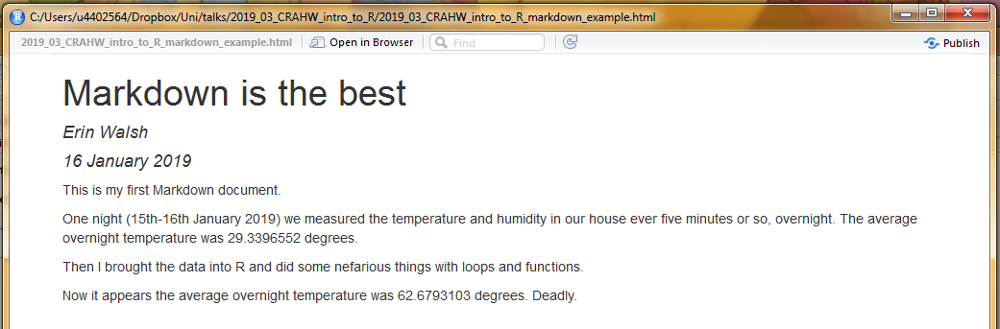 C:/Users/u4402564/Dropbox/Uni/talks/2019_03_CRAHW_intro_to_R/2019_03_CRAHW_intro_to_R_markdown_example.html
2019_03_CRAHW_intro_to_R_markdown_example.html Open in Browser Find Publish
Markdown is the best
Erin Walsh
16 January 2019
This is my first Markdown document.
One night (15th-16th January 2019) we measured the temperature and humidity in our house ever five minutes or so, overnight. The average
overnight temperature was 29.3396552 degrees.
Then I brought the data into R and did some nefarious things with loops and functions.
Now it appears the average overnight temperature was 62.6793103 degrees. Deadly.